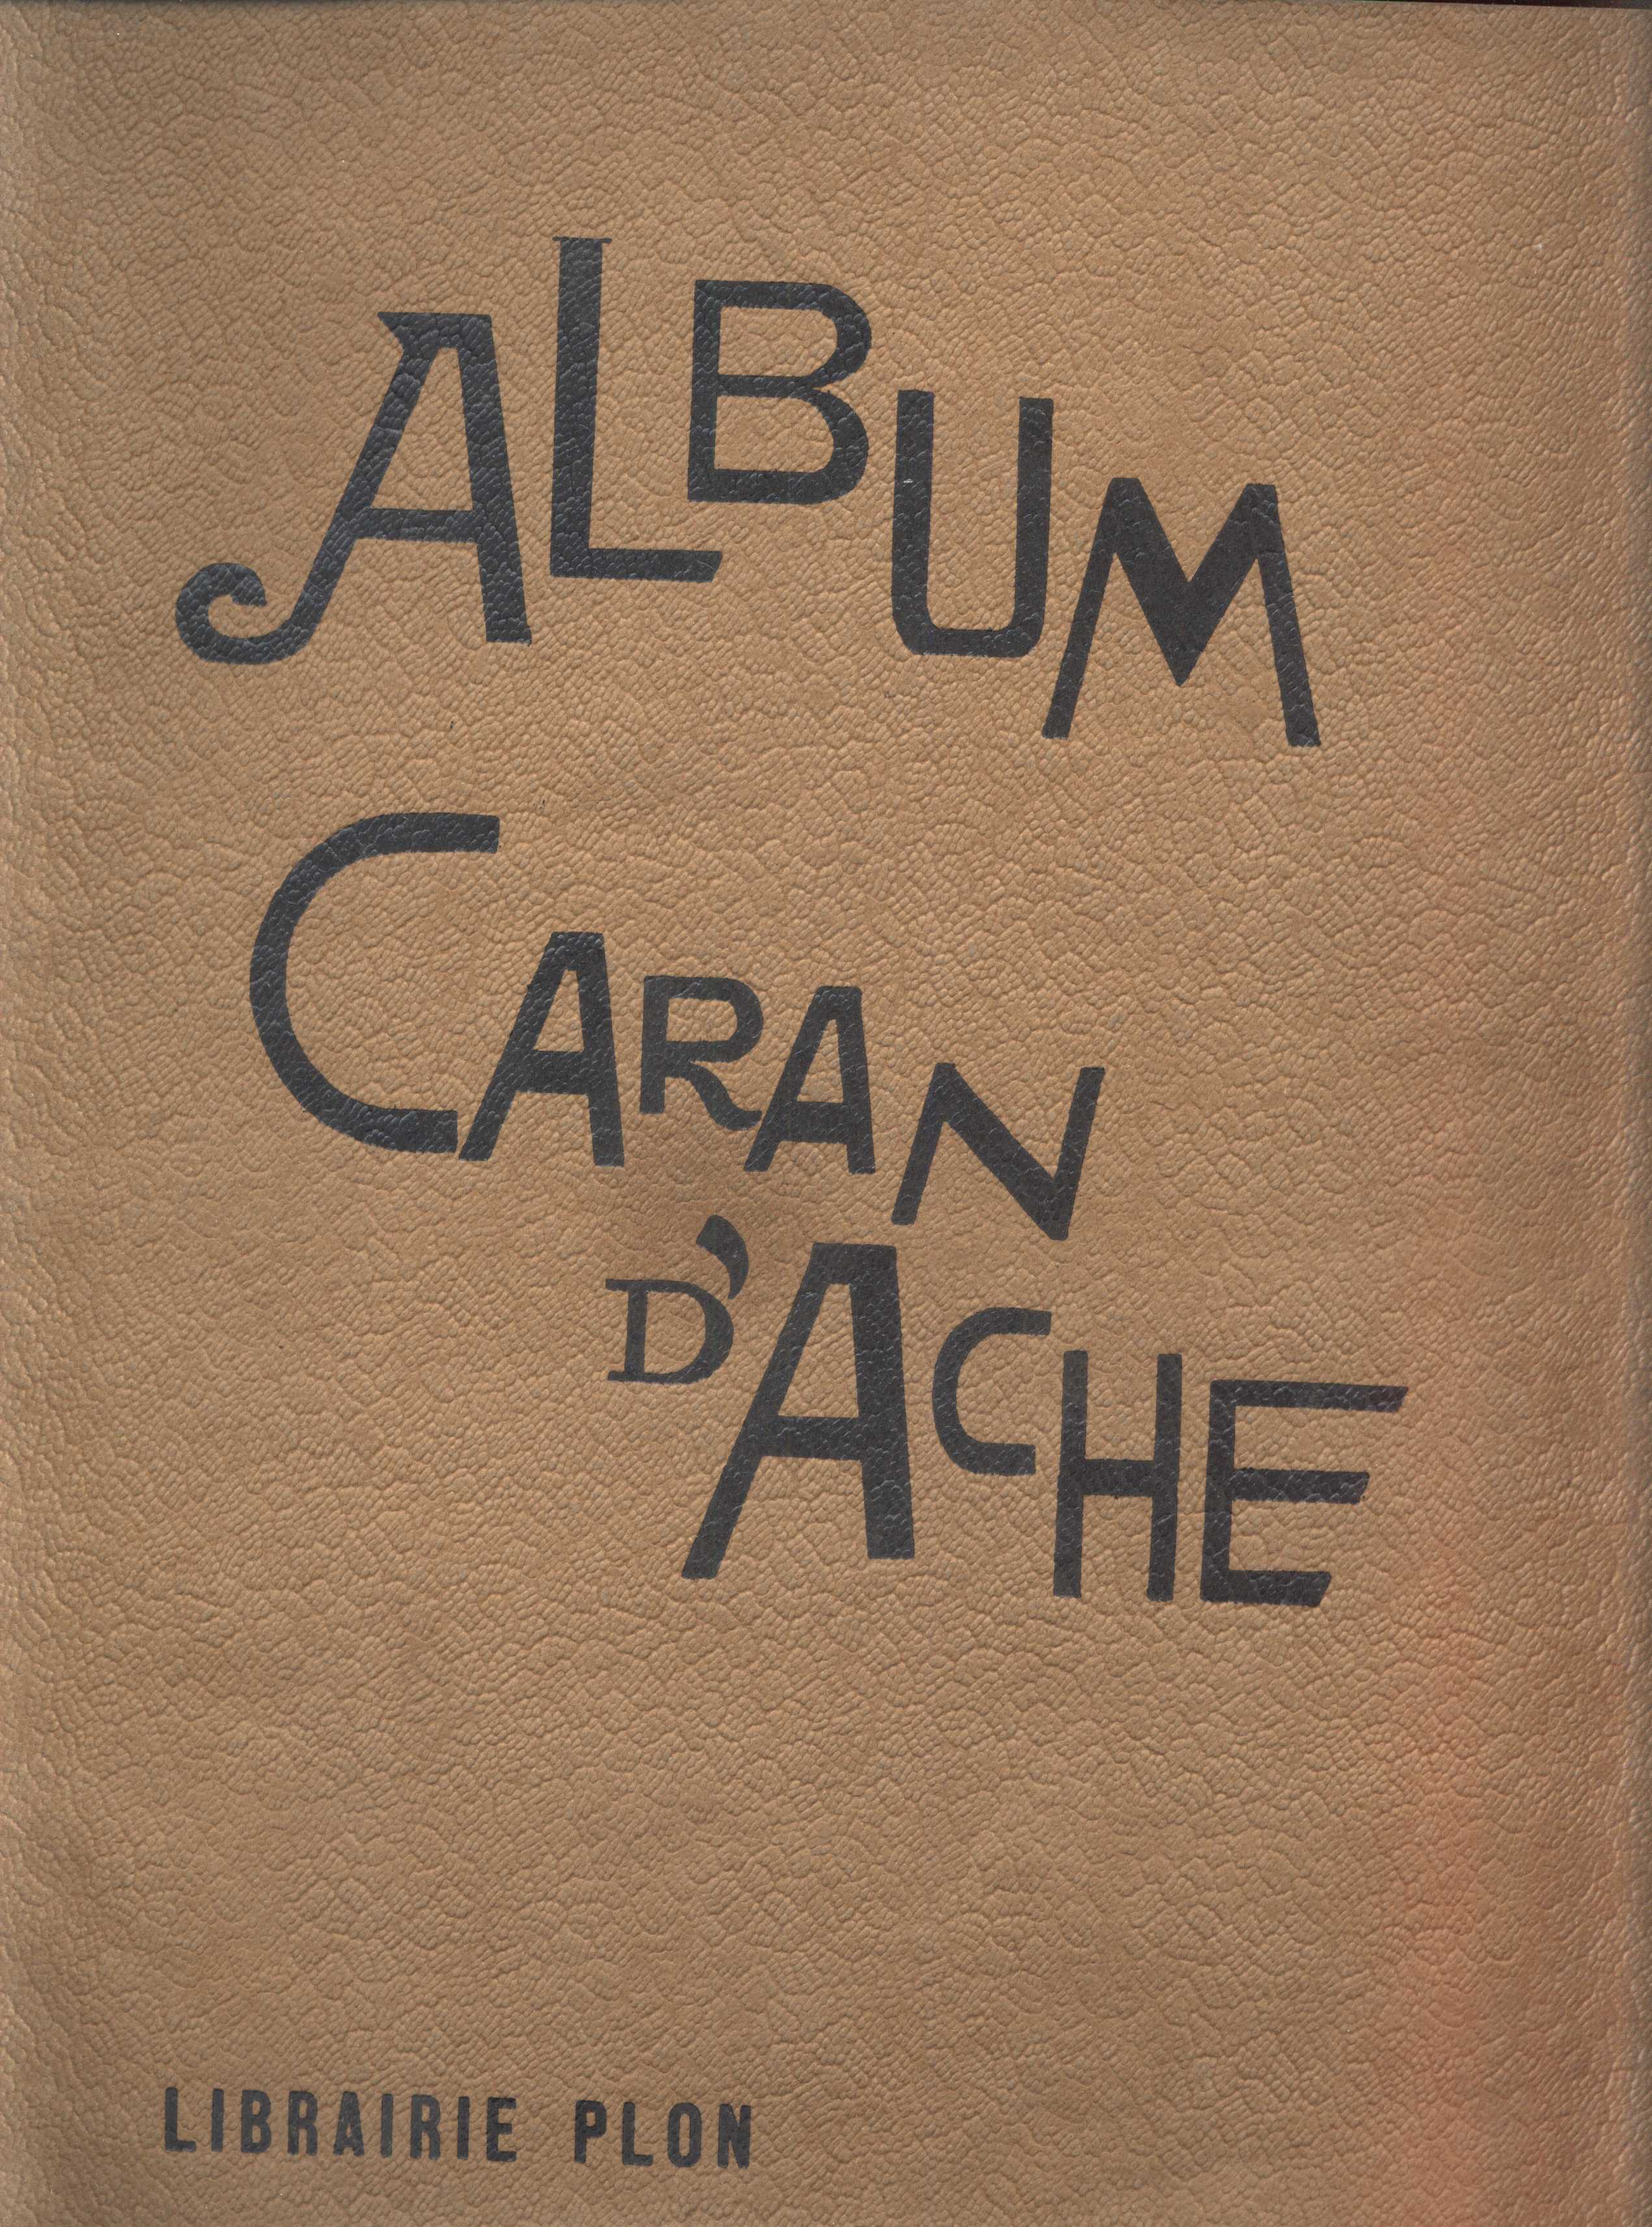 ALBUM
CARAN
D'ACHE
LIBRAIRIE PLON